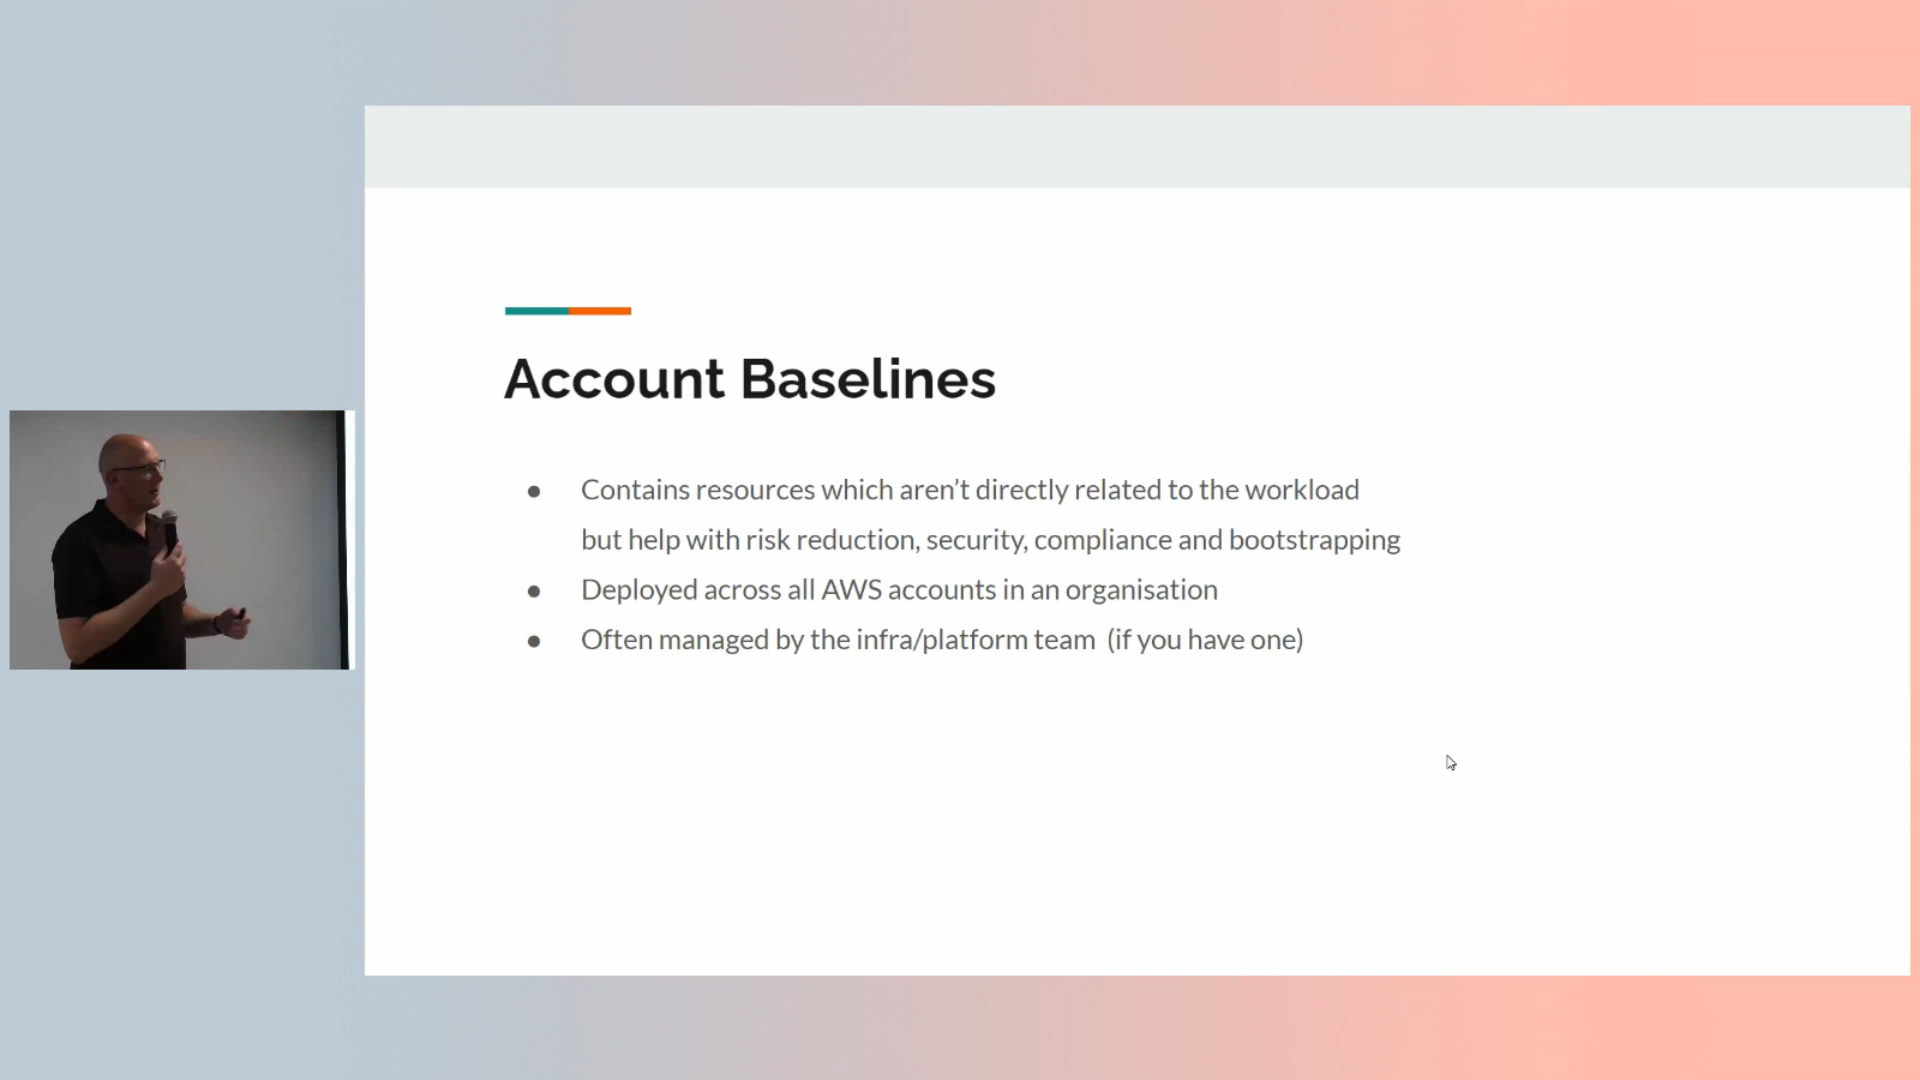 Account Baselines
● Contains resources which aren’t directly related to the workload
but help with risk reduction, security, compliance and bootstrapping
● Deployed across all AWS accounts in an organisation
● Often managed by the infra/platform team (if you have one)